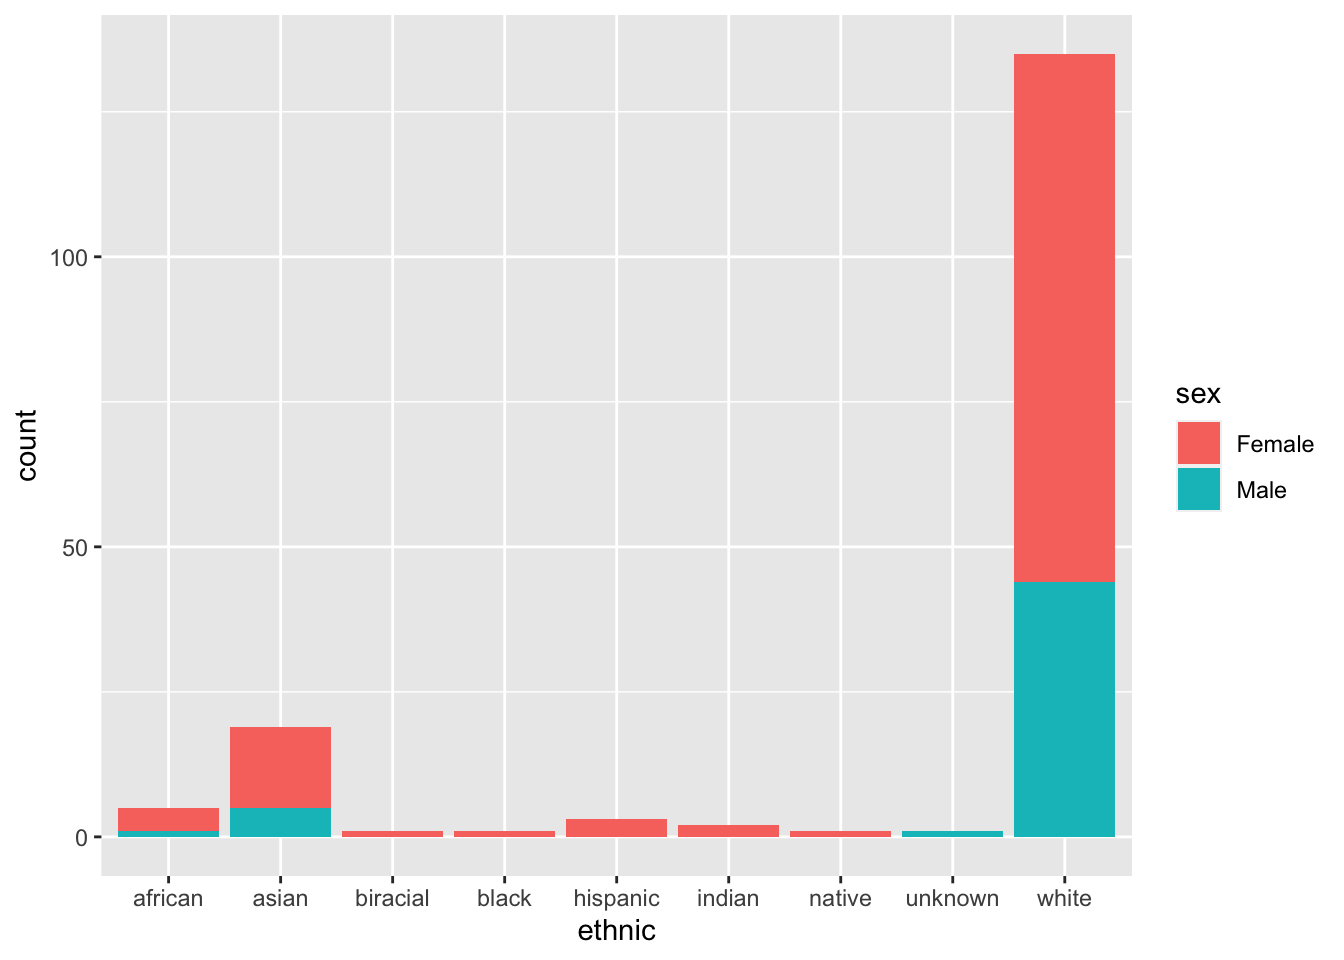 100
50
0
count
african asian biracial black hispanic indian native unknown white
ethnic
sex
Female
Male